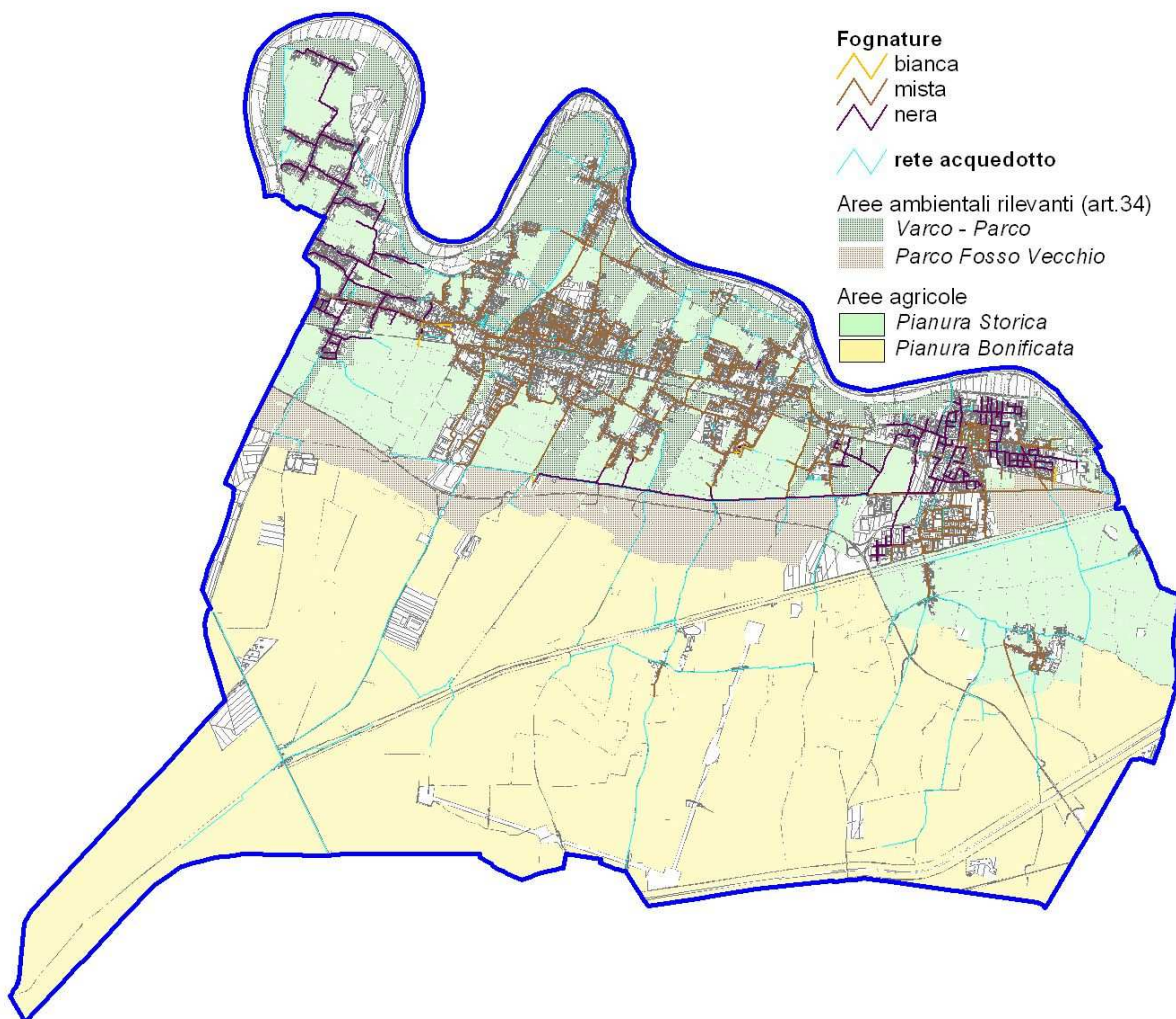 Fognature
bianca
mista
nera
rete acquedotto
Aree ambientali rilevanti (art.34)
Varco - Parco
Parco Fosso Vecchio
Aree agricole
Pianura Storica
Pianura Bonificata